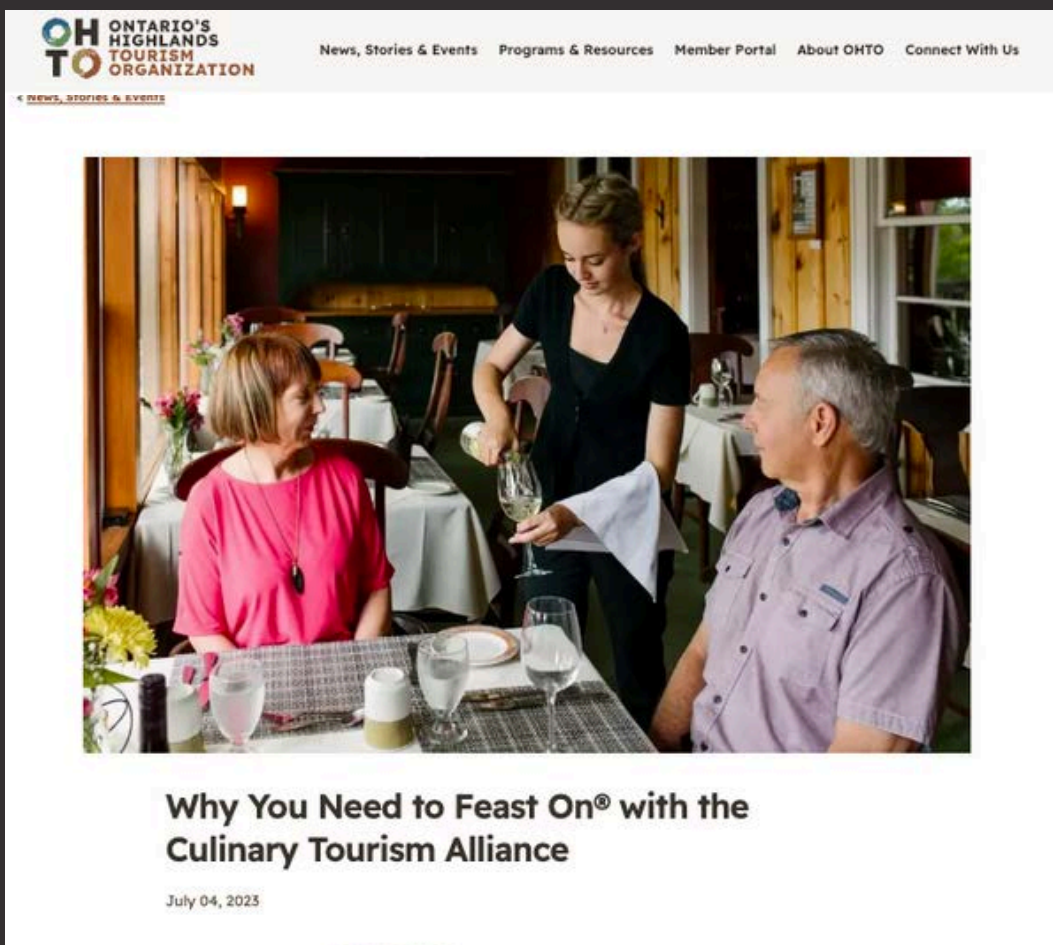 ONTARIO'S
HIGHLANDS
TOURISM
ORGANIZATION
OH
TO
News, Stories & Events Programs & Resources Member Portal About OHTO Connect With Us
< News, Stories & Events
Why You Need to Feast On® with the
Culinary Tourism Alliance
July 04, 2023